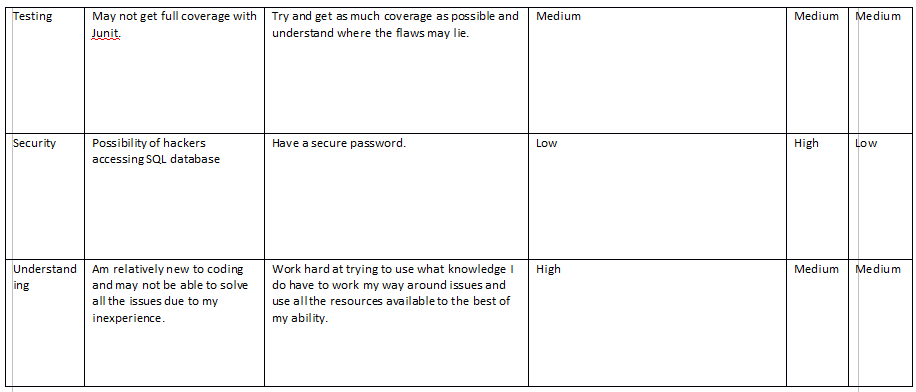 Testing
May not get full coverage with
Junit.
Try and get as much coverage as possible and
understand where the flaws may lie.
Medium
Medium
Medium
Security
Possibility of hackers
accessing SQL database
Have a secure password.
Low
High
Low
Understand
ing
Am relatively new to coding
and may not be able to solve
all the issues due to my
inexperience.
Work hard at trying to use what knowledge I
do have to work my way around issues and
use all the resources available to the best of
my ability.
High
Medium
Medium